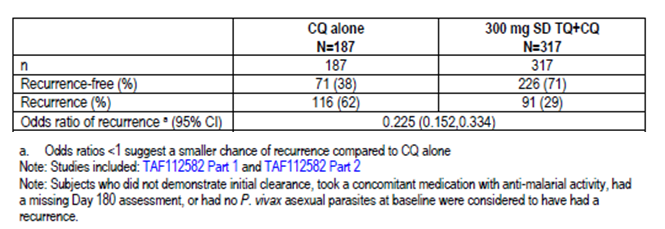 CQ alone 300 mg SD TQ+CQ
N=187 N=317
n 187 317
Recurrence-free (%) 71 (38) 226 (71)
Recurrence (%) 116 (62) 91 (29)
Odds ratio of recurrence a (95% CI) 0.225 (0.152,0.334)
a. Odds ratios <1 suggest a smaller chance of recurrence compared to CQ alone
Note: Studies included: TAF112582 Part 1 and TAF112582 Part 2
Note: Subjects who did not demonstrate initial clearance, took a concomitant medication with anti-malarial activity, had
a missing Day 180 assessment, or had no P. vivax asexual parasites at baseline were considered to have had a
recurrence.